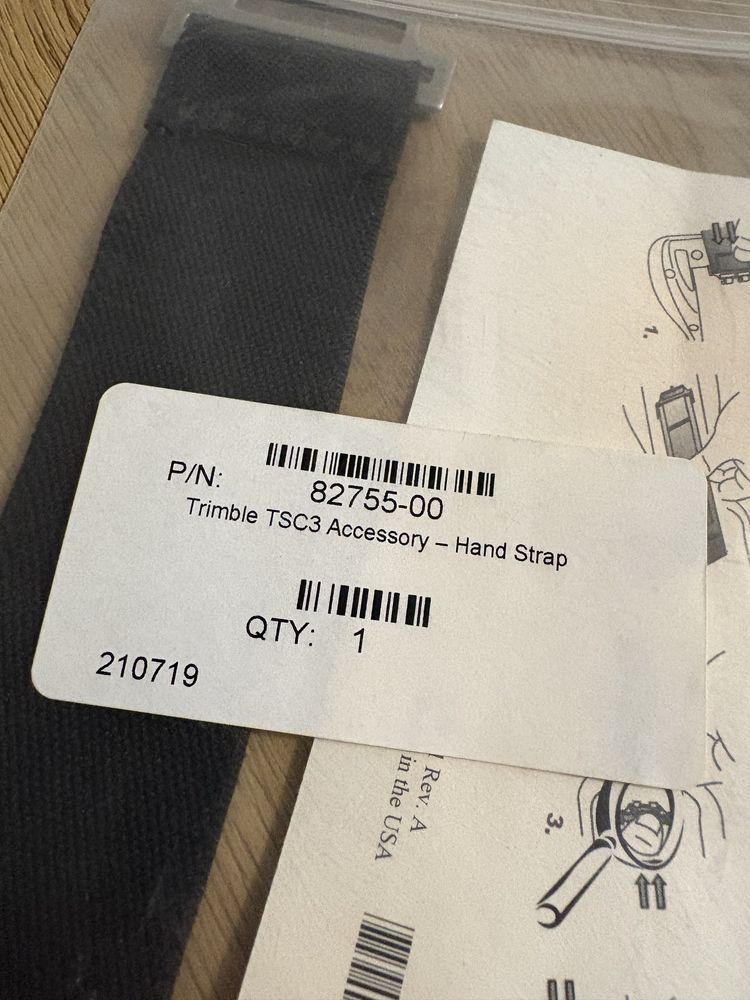 P/N:
82755-00
Trimble TSC3 Accessory – Hand Strap
QTY: 1
210719
1.
Rev. A
in the USA
3.